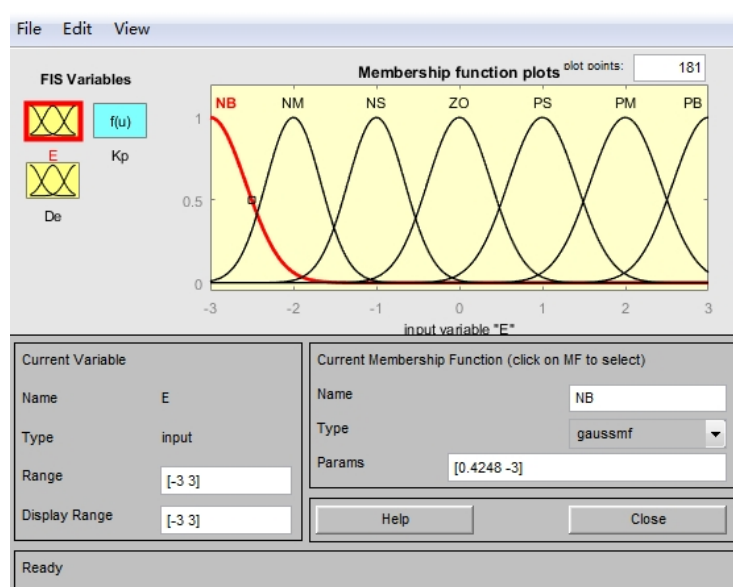 File Edit View
FIS Variables
Membership function plots
plot points:
181
f(u)
E
Kp
De
NB NM NS ZO PS PM PB
1
0.5
0
-3 -2 -1 0 1 2 3
input variable "E"
Current Variable
Name E
Type input
Range [-3 3]
Display Range [-3 3]
Current Membership Function (click on MF to select)
Name NB
Type gaussmf
Params [0.4248 -3]
Help Close
Ready